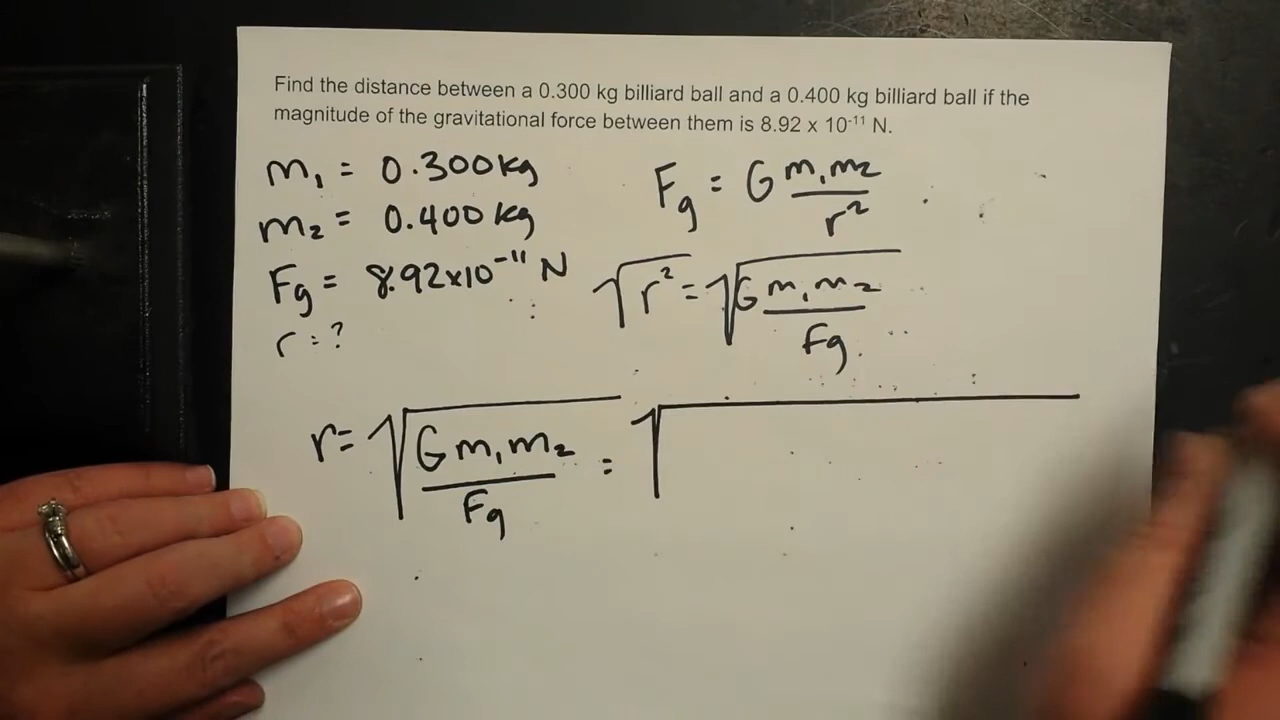 Find the distance between a 0.300 kg billiard ball and a 0.400 kg billiard ball if the
magnitude of the gravitational force between them is 8.92 x 10⁻¹¹ N.
m₁ = 0.300 kg
m₂ = 0.400 kg
Fg = 8.92x10⁻¹¹ N
r = ?
Fg = G m₁m₂ / r²
√r² = √(G m₁m₂ / Fg)
r = √(G m₁m₂ / Fg) = √